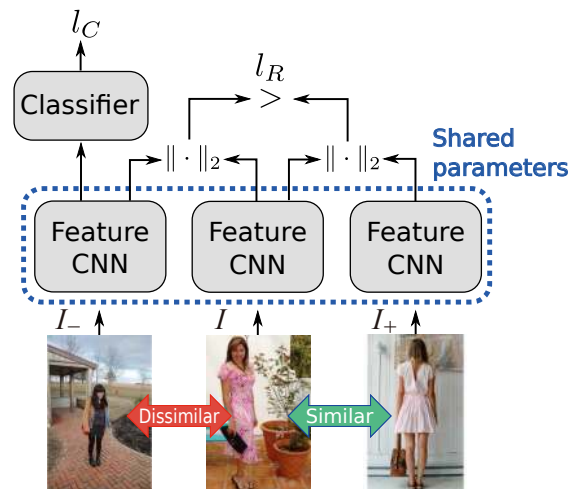 l_C
Classifier
l_R
>
‖ · ‖₂
‖ · ‖₂
Shared
parameters
Feature
CNN
Feature
CNN
Feature
CNN
I₋
I
I₊
Dissimilar
Similar